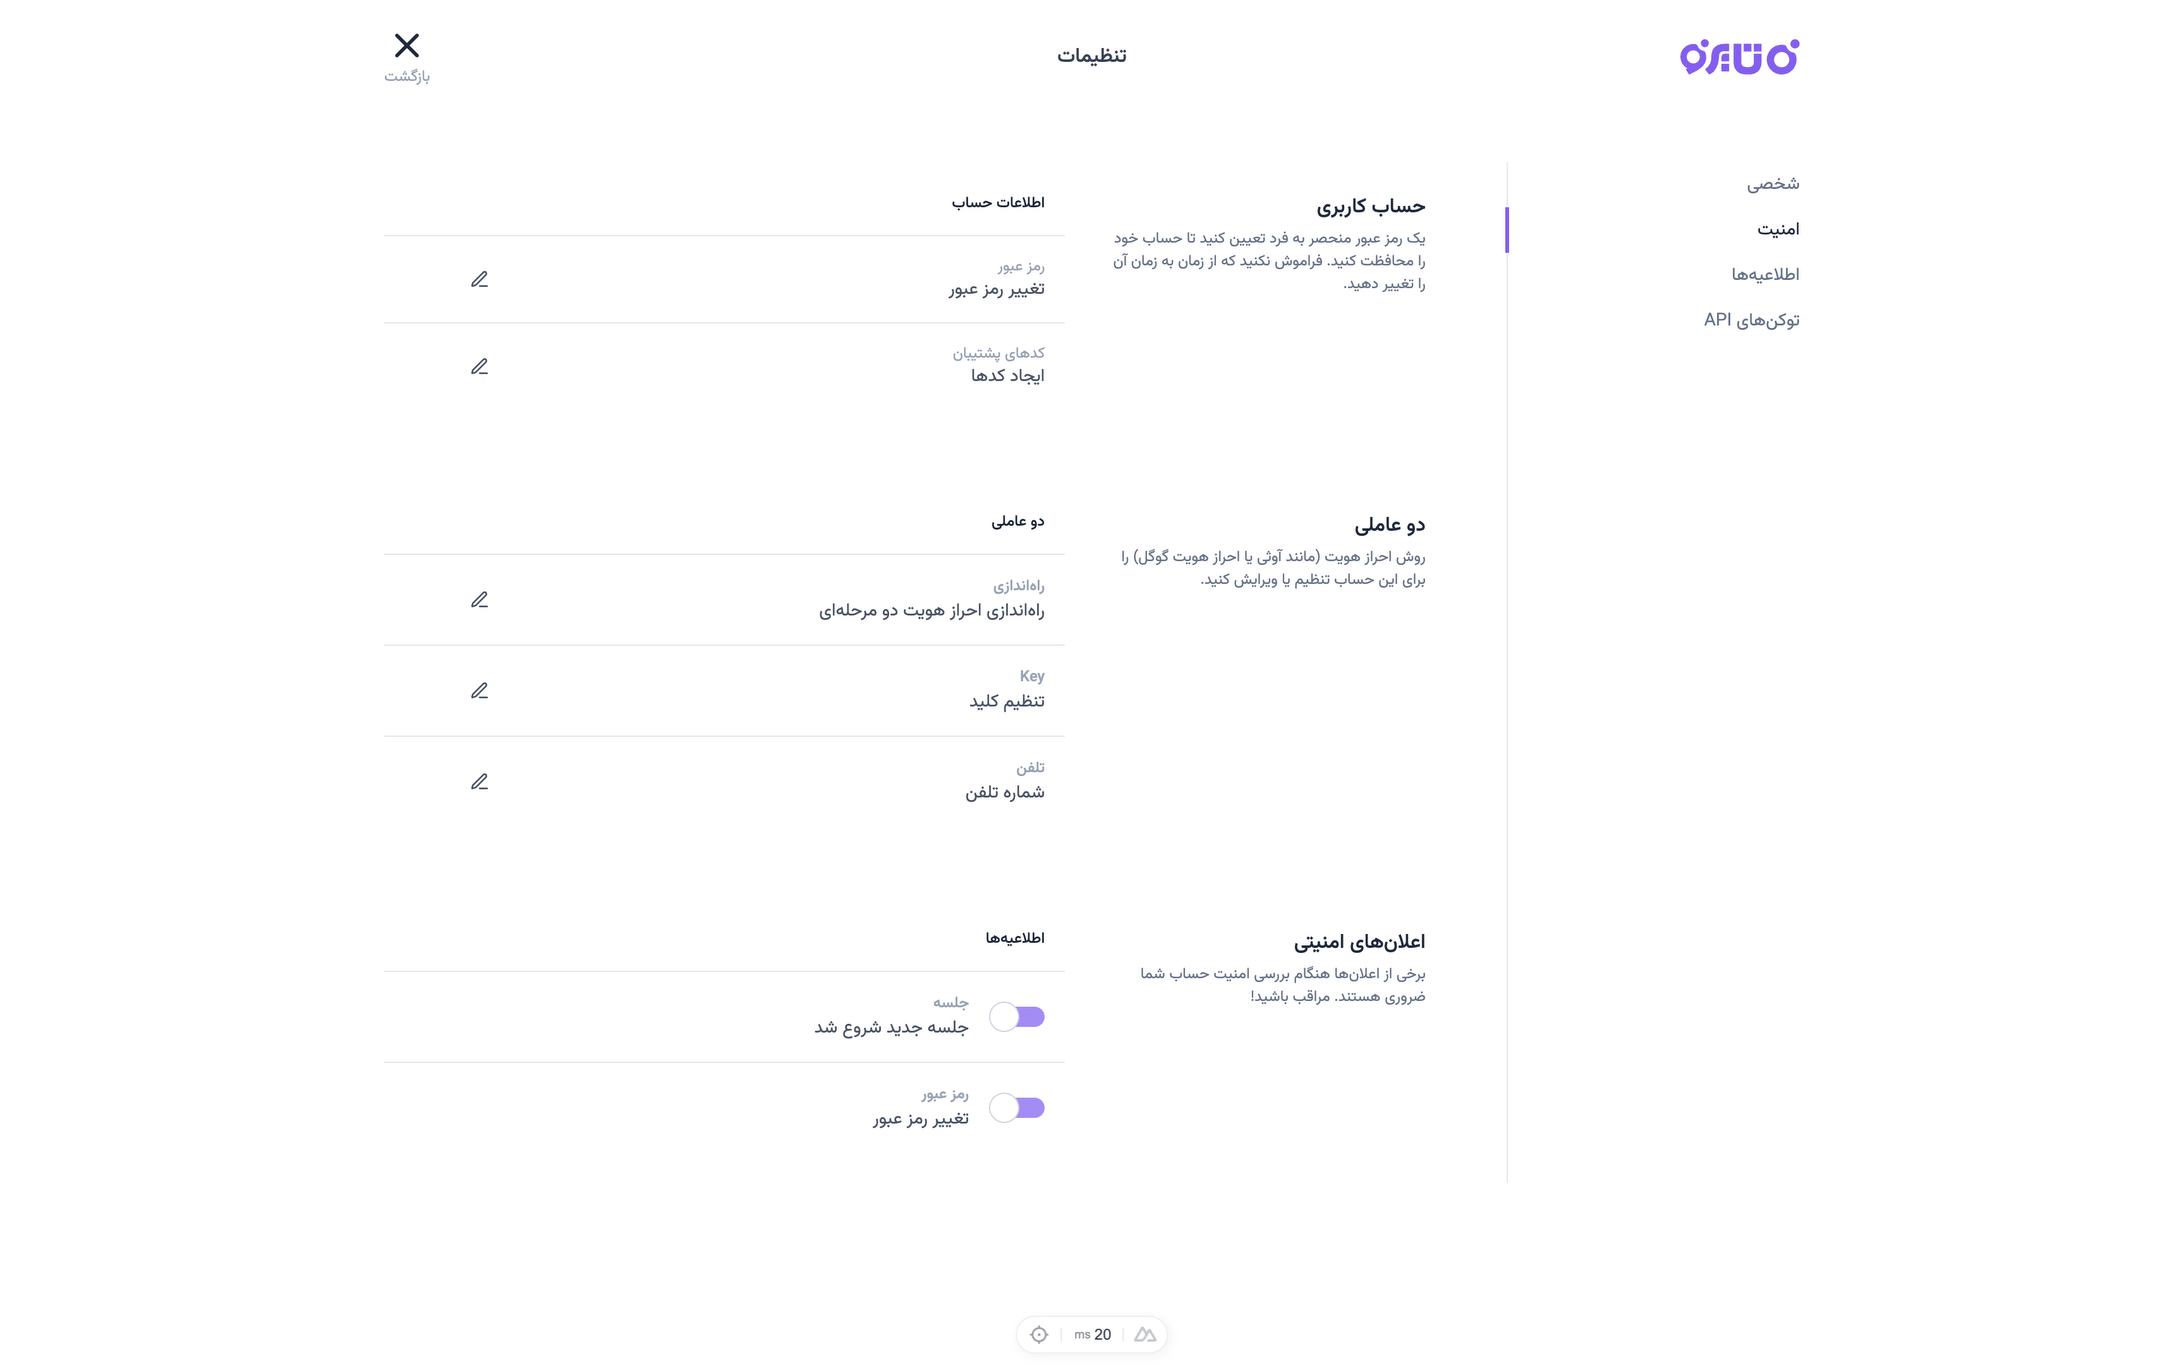 تنظیمات
بازگشت
شخصی
امنیت
اطلاعیه‌ها
توکن‌های API
حساب کاربری
یک رمز عبور منحصر به فرد تعیین کنید تا حساب خود
را محافظت کنید. فراموش نکنید که از زمان به زمان آن
را تغییر دهید.
اطلاعات حساب
رمز عبور
تغییر رمز عبور
کدهای پشتیبان
ایجاد کدها
دو عاملی
روش احراز هویت (مانند آوثی یا احراز هویت گوگل) را
برای این حساب تنظیم یا ویرایش کنید.
دو عاملی
راه‌اندازی
راه‌اندازی احراز هویت دو مرحله‌ای
Key
تنظیم کلید
تلفن
شماره تلفن
اعلان‌های امنیتی
برخی از اعلان‌ها هنگام بررسی امنیت حساب شما
ضروری هستند. مراقب باشید!
اطلاعیه‌ها
جلسه
جلسه جدید شروع شد
رمز عبور
تغییر رمز عبور
20 ms